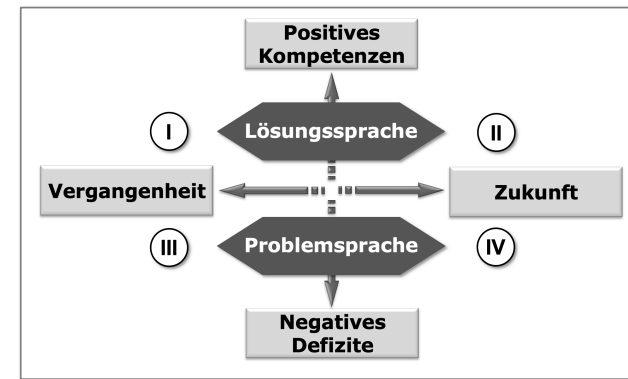 Positives
Kompetenzen
I
Lösungssprache
II
Vergangenheit
Zukunft
III
Problemsprache
IV
Negatives
Defizite